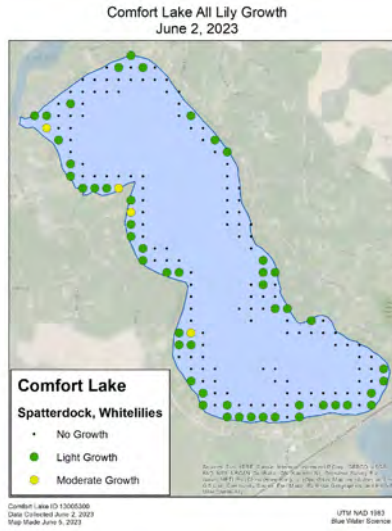 Comfort Lake All Lily Growth
June 2, 2023
Comfort Lake
Spatterdock, Whitelilies
No Growth
Light Growth
Moderate Growth
Comfort Lake ID 13005300
Data Collected June 2, 2023
Map Made June 5, 2023
UTM NAD 1983
Blue Water S